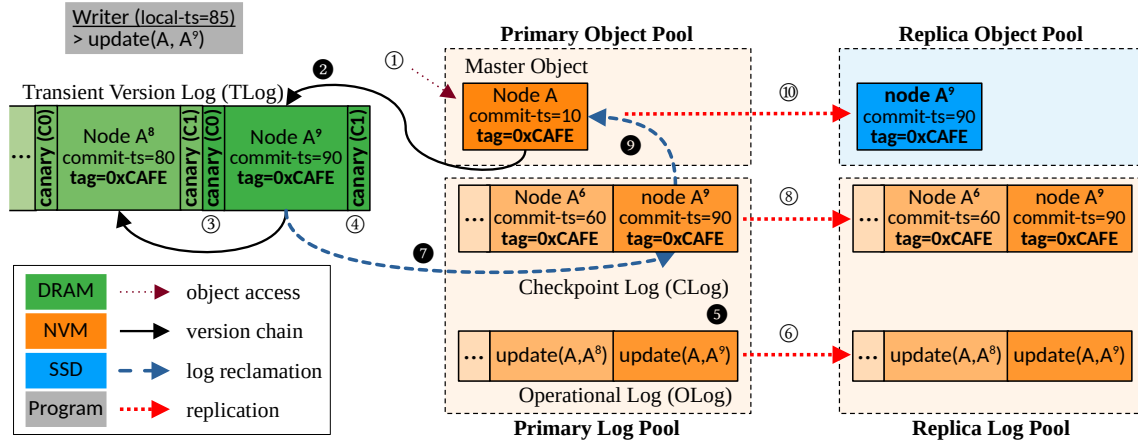 Writer (local-ts=85)
> update(A, A⁹)
Primary Object Pool
Replica Object Pool
①
Master Object
Node A
commit-ts=10
tag=0xCAFE
⑩
node A⁹
commit-ts=90
tag=0xCAFE
❷
Transient Version Log (TLog)
...
canary (C0)
Node A⁸
commit-ts=80
tag=0xCAFE
canary (C1)
canary (C0)
Node A⁹
commit-ts=90
tag=0xCAFE
canary (C1)
③
④
❾
...
Node A⁶
commit-ts=60
tag=0xCAFE
node A⁹
commit-ts=90
tag=0xCAFE
⑧
...
Node A⁶
commit-ts=60
tag=0xCAFE
node A⁹
commit-ts=90
tag=0xCAFE
❼
Checkpoint Log (CLog)
❺
⑥
...
update(A,A⁸)
update(A,A⁹)
...
update(A,A⁸)
update(A,A⁹)
Operational Log (OLog)
Primary Log Pool
Replica Log Pool
DRAM
object access
NVM
version chain
SSD
log reclamation
Program
replication